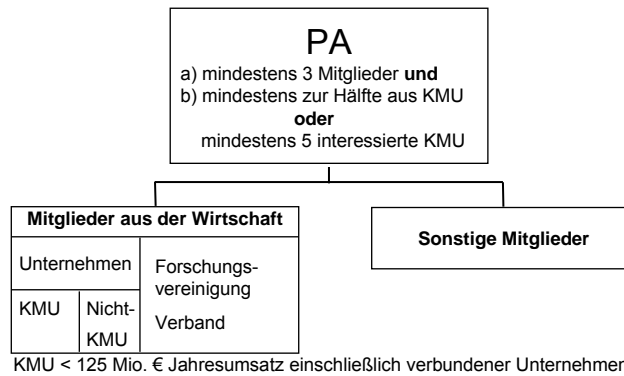 PA
a) mindestens 3 Mitglieder und
b) mindestens zur Hälfte aus KMU
oder
mindestens 5 interessierte KMU
Mitglieder aus der Wirtschaft
Unternehmen
KMU
Nicht-
KMU
Forschungs-
vereinigung
Verband
Sonstige Mitglieder
KMU < 125 Mio. € Jahresumsatz einschließlich verbundener Unternehmen